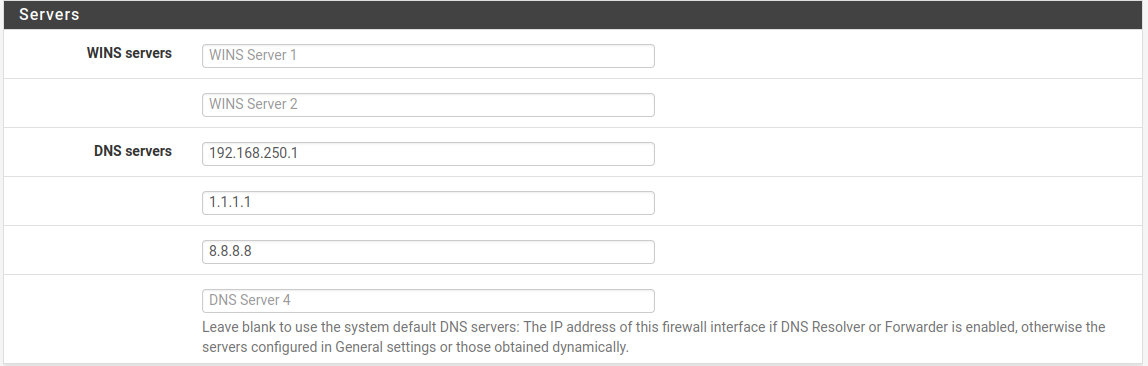 Servers
WINS servers
WINS Server 1
WINS Server 2
DNS servers
192.168.250.1
1.1.1.1
8.8.8.8
DNS Server 4
Leave blank to use the system default DNS servers: The IP address of this firewall interface if DNS Resolver or Forwarder is enabled, otherwise the
servers configured in General settings or those obtained dynamically.